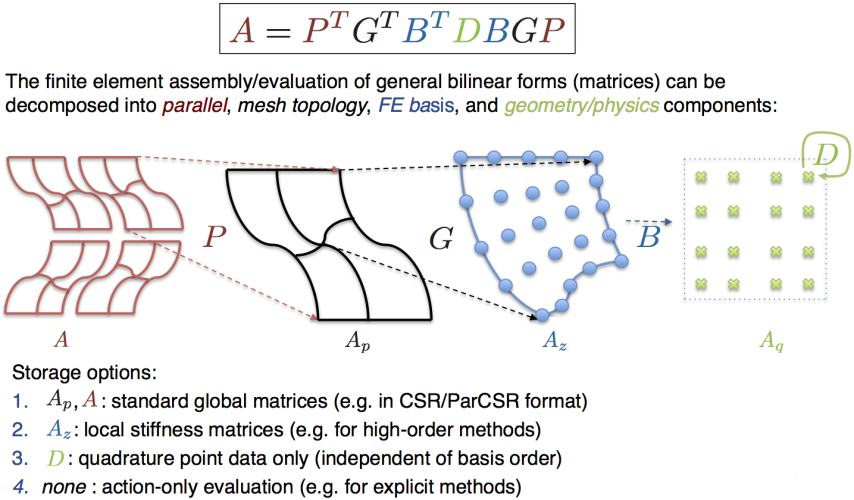 A = PᵀGᵀBᵀDBGP
The finite element assembly/evaluation of general bilinear forms (matrices) can be
decomposed into parallel, mesh topology, FE basis, and geometry/physics components:
D
P
G
B
A
Aₚ
A_z
A_q
Storage options:
1. Aₚ, A : standard global matrices (e.g. in CSR/ParCSR format)
2. A_z : local stiffness matrices (e.g. for high-order methods)
3. D : quadrature point data only (independent of basis order)
4. none : action-only evaluation (e.g. for explicit methods)